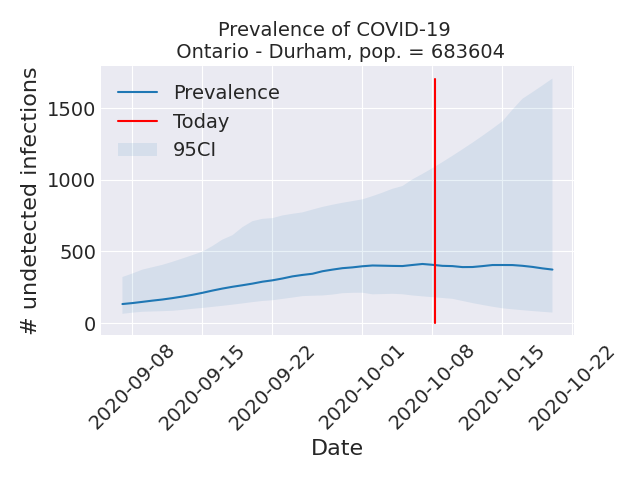 Prevalence of COVID-19
Ontario - Durham, pop. = 683604
# undetected infections
1500
1000
500
0
Prevalence
Today
95CI
2020-09-08
2020-09-15
2020-09-22
2020-10-01
2020-10-08
2020-10-15
2020-10-22
Date